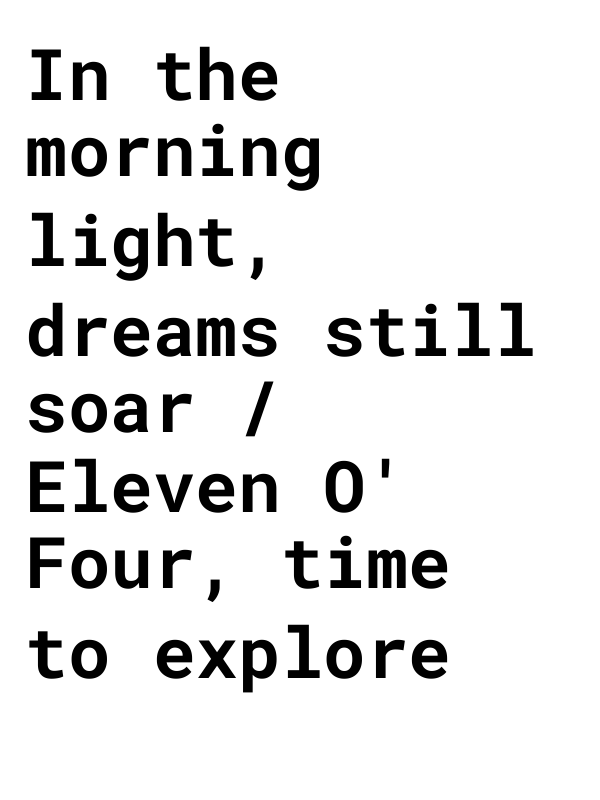 In the
morning
light,
dreams still
soar /
Eleven O'
Four, time
to explore